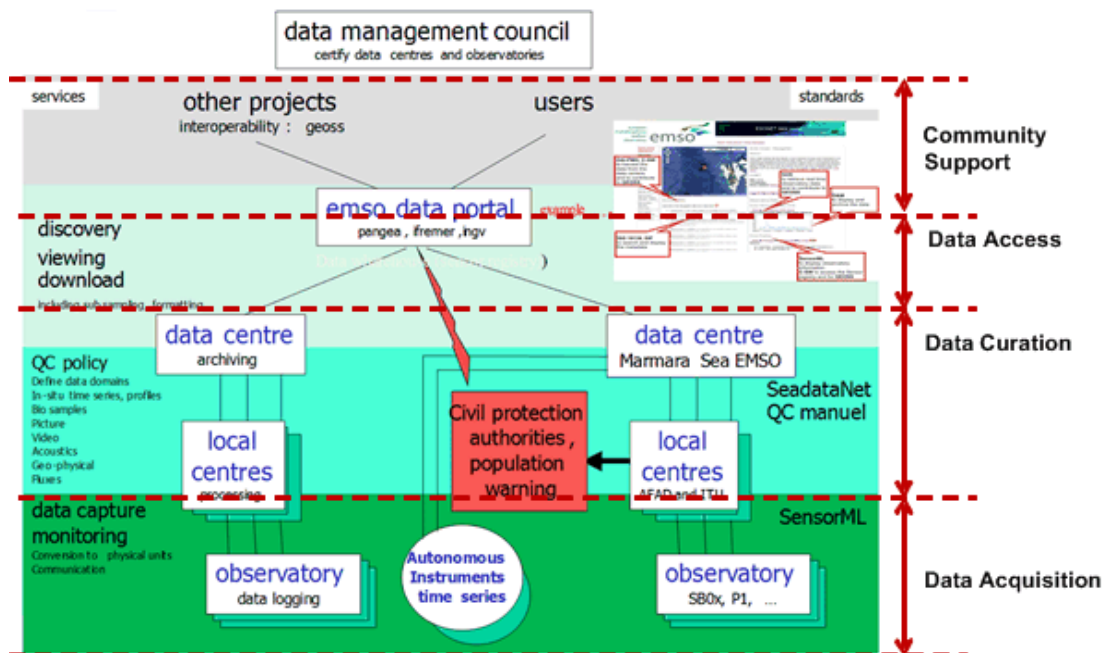 data management council
certify data centres and observatories
services
other projects
users
standards
interoperability : geoss
emso
Community
Support
emso data portal
example
pangea , ifremer ,ingv
discovery
viewing
download
including sub sampling, formatting
Data Access
data centre
archiving
data centre
Marmara Sea EMSO
Data Curation
QC policy
Define data domains
In-situ time series, profiles
Bio samples
Picture
Video
Acoustics
Geo-physical
Fluxes
SeadataNet
QC manuel
Civil protection
authorities ,
population
warning
local
centres
processing
local
centres
AFAD and ITU
data capture
monitoring
Conversion to physical units
Communication
SensorML
Autonomous
Instruments
time series
observatory
data logging
observatory
SB0x, P1, ...
Data Acquisition